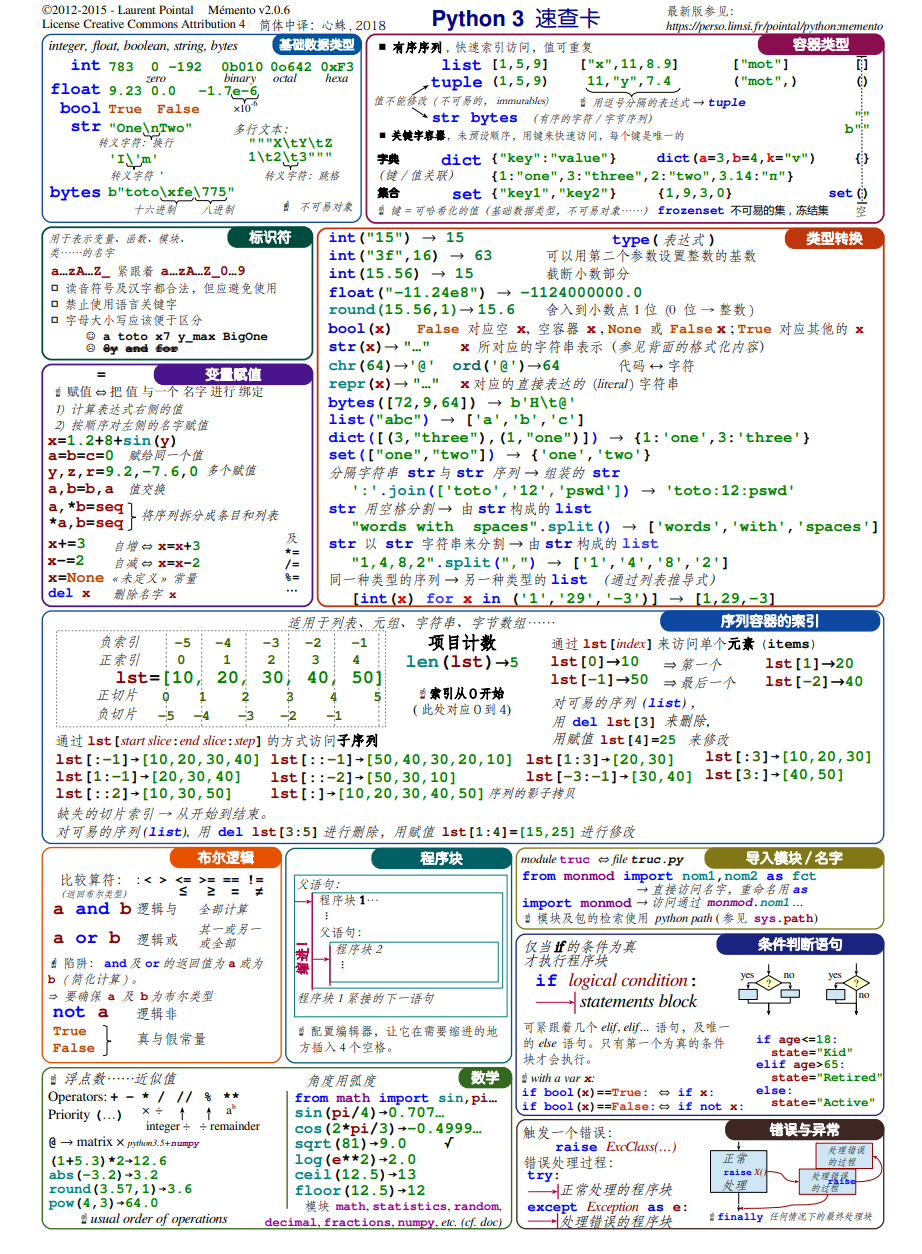 ©2012-2015 - Laurent Pointal Mémento v2.0.6
License Creative Commons Attribution 4 简体中译：心蛛, 2018
Python 3 速查卡
最新版参见：
https://perso.limsi.fr/pointal/python:memento
基础数据类型
integer, float, boolean, string, bytes
int 783 0 -192 0b010 0o642 0xF3
zero binary octal hexa
float 9.23 0.0 -1.7e-6
×10-6
bool True False
str "One\nTwo"
转义字符：换行
'I\'m'
转义字符 '
多行文本：
"""X\tY\tZ
1\t2\t3"""
转义字符：跳格
bytes b"toto\xfe\775"
十六进制 八进制
☝ 不可易对象
容器类型
■ 有序序列，快速索引访问，值可重复
list [1,5,9] ["x",11,8.9] ["mot"] []
tuple (1,5,9) 11,"y",7.4 ("mot",) ()
值不能修改（不可易的，immutables） ☝ 用逗号分隔的表达式→tuple
str bytes (有序的字符/字节序列)
""
b""
■ 关键字容器，未预设顺序，用键来快速访问，每个键是唯一的
字典 dict {"key":"value"} dict(a=3,b=4,k="v") {}
(键/值关联) {1:"one",3:"three",2:"two",3.14:"π"}
集合 set {"key1","key2"} {1,9,3,0} set()
☝ 键=可哈希化的值（基础数据类型，不可易对象……） frozenset 不可易的集，冻结集 空
标识符
用于表示变量、函数、模块、
类……的名字
a…zA…Z_ 紧跟着 a…zA…Z_0…9
□ 读音符号及汉字都合法，但应避免使用
□ 禁止使用语言关键字
□ 字母大小写应该便于区分
☺ a toto x7 y_max BigOne
☹ 8y and for
= 变量赋值
☝ 赋值⇔把 值 与一个 名字 进行 绑定
1) 计算表达式右侧的值
2) 按顺序对左侧的名字赋值
x=1.2+8+sin(y)
a=b=c=0 赋给同一个值
y,z,r=9.2,-7.6,0 多个赋值
a,b=b,a 值交换
a,*b=seq
*a,b=seq
将序列拆分成条目和列表
x+=3 自增⇔x=x+3
x-=2 自减⇔x=x-2
x=None «未定义» 常量
del x 删除名字 x
及
*=
/=
%=
…
类型转换
int("15") → 15 type(表达式)
int("3f",16) → 63 可以用第二个参数设置整数的基数
int(15.56) → 15 截断小数部分
float("-11.24e8") → -1124000000.0
round(15.56,1)→15.6 舍入到小数点1位 (0 位→整数)
bool(x) False 对应空 x, 空容器 x,None 或 False x;True 对应其他的 x
str(x)→"…" x 所对应的字符串表示（参见背面的格式化内容）
chr(64)→'@' ord('@')→64 代码↔字符
repr(x)→"…" x对应的直接表达的(literal)字符串
bytes([72,9,64]) → b'H\t@'
list("abc") → ['a','b','c']
dict([(3,"three"),(1,"one")]) → {1:'one',3:'three'}
set(["one","two"]) → {'one','two'}
分隔字符串 str 与 str 序列→组装的 str
':'.join(['toto','12','pswd']) → 'toto:12:pswd'
str 用空格分割→ 由 str 构成的 list
"words with  spaces".split() → ['words','with','spaces']
str 以 str 字符串来分割→由 str 构成的 list
"1,4,8,2".split(",") → ['1','4','8','2']
同一种类型的序列→另一种类型的 list （通过列表推导式）
[int(x) for x in ('1','29','-3')] → [1,29,-3]
序列容器的索引
适用于列表、元组、字符串、字节数组……
负索引 -5 -4 -3 -2 -1
正索引 0 1 2 3 4
lst=[10, 20, 30, 40, 50]
正切片 0 1 2 3 4 5
负切片 -5 -4 -3 -2 -1
项目计数
len(lst)→5
☝索引从0开始
(此处对应0到4)
通过 lst[index] 来访问单个元素 (items)
lst[0]→10 ⇒第一个 lst[1]→20
lst[-1]→50 ⇒最后一个 lst[-2]→40
对可易的序列 (list)，
用 del lst[3] 来删除，
用赋值 lst[4]=25 来修改
通过 lst[start slice:end slice:step] 的方式访问子序列
lst[:-1]→[10,20,30,40] lst[::-1]→[50,40,30,20,10] lst[1:3]→[20,30] lst[:3]→[10,20,30]
lst[1:-1]→[20,30,40] lst[::-2]→[50,30,10] lst[-3:-1]→[30,40] lst[3:]→[40,50]
lst[::2]→[10,30,50] lst[:]→[10,20,30,40,50] 序列的影子拷贝
缺失的切片索引→从开始到结束。
对可易的序列(list)，用 del lst[3:5] 进行删除，用赋值 lst[1:4]=[15,25] 进行修改
布尔逻辑
比较算符： :< > <= >= == !=
(返回布尔类型) ≤ ≥ = ≠
a and b 逻辑与 全部计算
a or b 逻辑或 其一或另一
或全部
☝ 陷阱： and及or的返回值为a或为
b (简化计算)。
⇒ 要确保 a 及 b为布尔类型
not a 逻辑非
True
False
真与假常量
程序块
父语句：
程序块1…
⋮
父语句：
程序块2
⋮
缩进！
程序块1紧接的下一语句
☝ 配置编辑器，让它在需要缩进的地
方插入4个空格。
导入模块/名字
module truc ⇔file truc.py
from monmod import nom1,nom2 as fct
→直接访问名字，重命名用 as
import monmod→访问通过 monmod.nom1 ...
☝ 模块及包的检索使用 python path (参见 sys.path)
条件判断语句
仅当if的条件为真
才执行程序块
if logical condition:
statements block
yes ? no
yes ? no
可紧跟着几个 elif, elif... 语句，及唯一
的 else 语句。只有第一个为真的条件
块才会执行。
☝ with a var x:
if bool(x)==True: ⇔ if x:
if bool(x)==False:⇔ if not x:
if age<=18:
state="Kid"
elif age>65:
state="Retired"
else:
state="Active"
数学
☝ 浮点数……近似值 角度用弧度
Operators: + - * / // % **
Priority (…) × ÷ ab
integer ÷ ÷ remainder
@ → matrix × python3.5+numpy
(1+5.3)*2→12.6
abs(-3.2)→3.2
round(3.57,1)→3.6
pow(4,3)→64.0
☝ usual order of operations
from math import sin,pi…
sin(pi/4)→0.707…
cos(2*pi/3)→-0.4999…
sqrt(81)→9.0 √
log(e**2)→2.0
ceil(12.5)→13
floor(12.5)→12
模块 math,statistics,random,
decimal,fractions,numpy, etc. (cf. doc)
错误与异常
触发一个错误：
raise ExcClass(…)
错误处理过程：
try:
正常处理的程序块
except Exception as e:
处理错误的程序块
正常
raise X()
处理
处理错误
的过程
处理错误
的过程
raise
☝finally 任何情况下的最终处理块